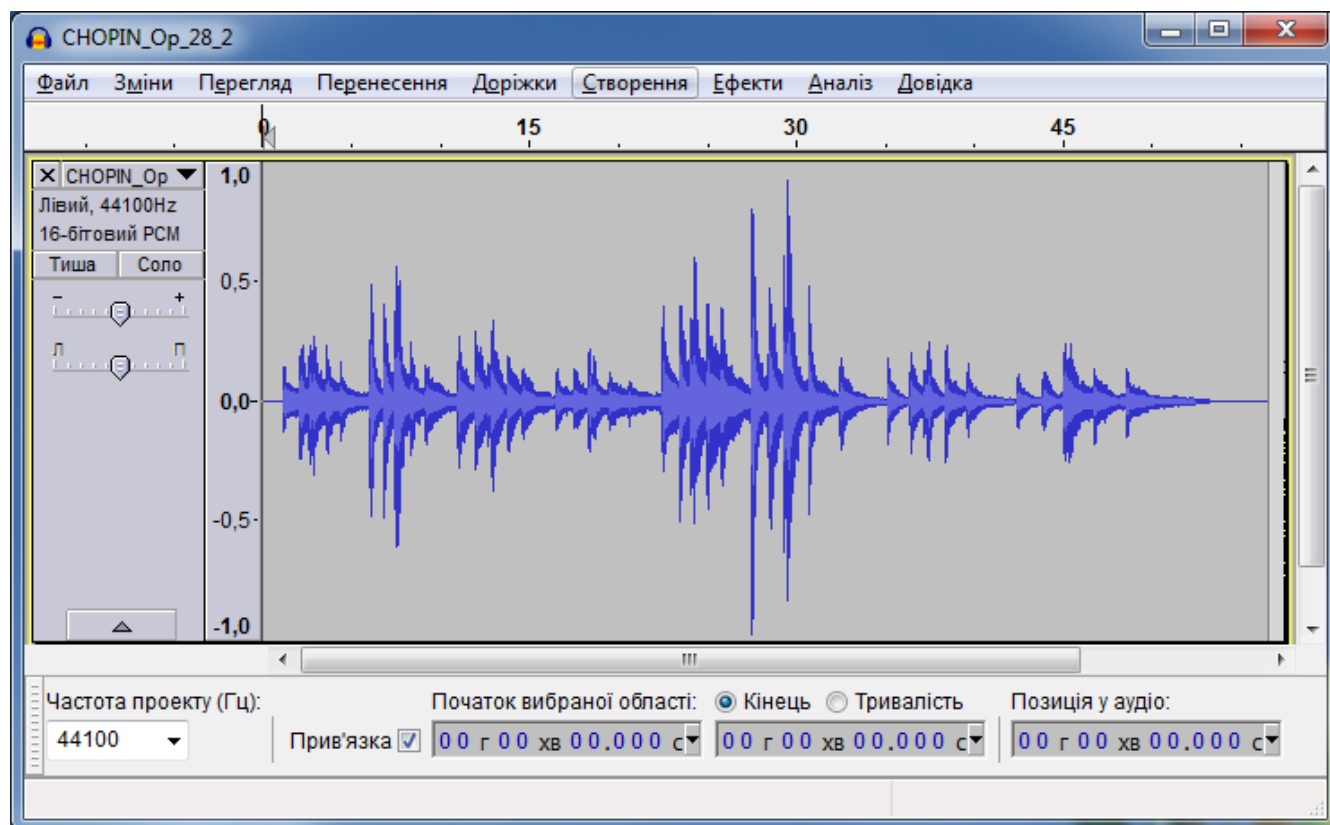 CHOPIN_Op_28_2
Файл Зміни Перегляд Перенесення Доріжки Створення Ефекти Аналіз Довідка
0 15 30 45
CHOPIN_Op 1,0
Лівий, 44100Hz
16-бітовий PCM
Тиша Соло
0,5-
- +
Л П
0,0-
-0,5-
-1,0
Частота проекту (Гц): Початок вибраної області: Кінець Тривалість Позиція у аудіо:
44100 Прив'язка 00 г 00 хв 00.000 с 00 г 00 хв 00.000 с 00 г 00 хв 00.000 с